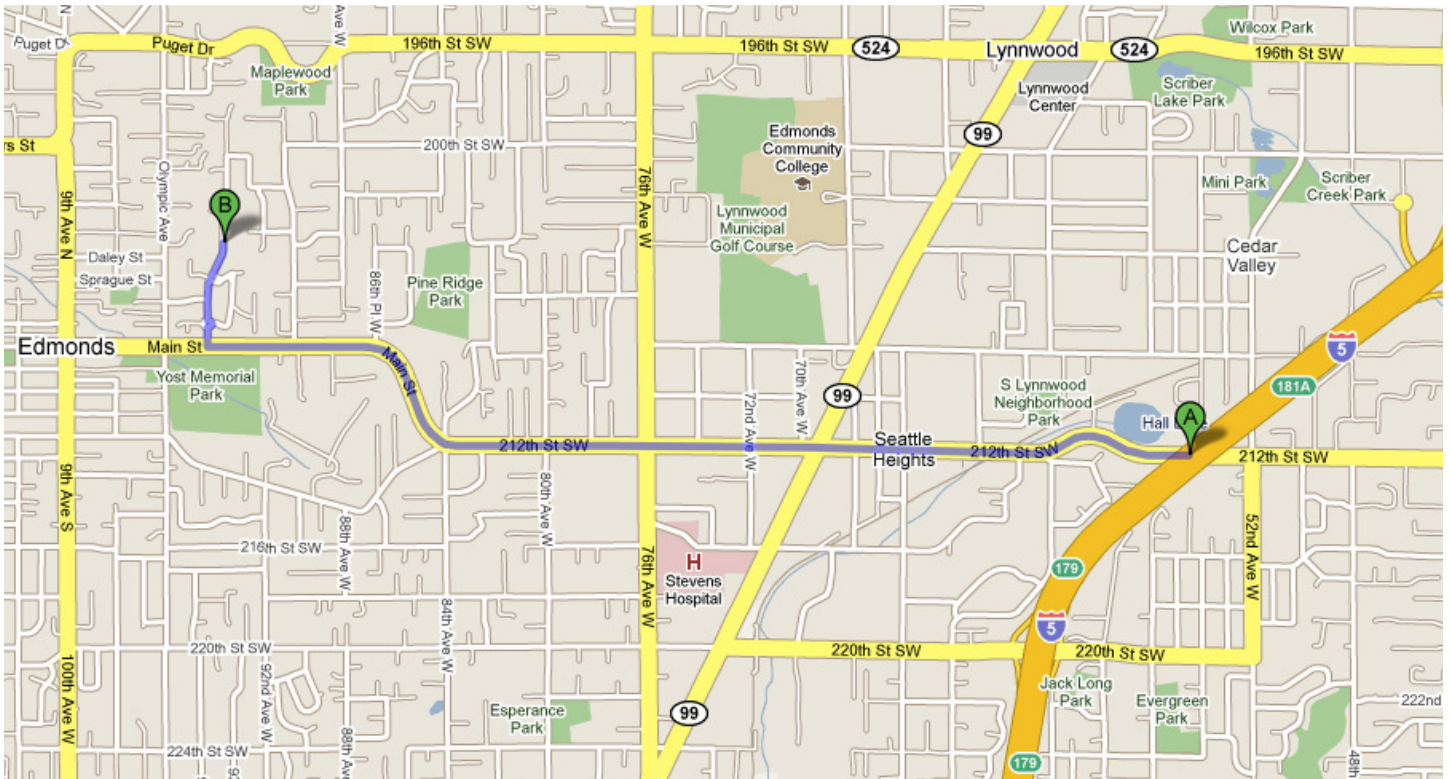 N
Puget D
Puget Dr
Ave W
196th St SW
196th St SW
524
Lynnwood
524
Wilcox Park
196th St SW
Maplewood
Park
Lynnwood
Center
Scriber
Lake Park
rs St
200th St SW
99
Edmonds
Community
College
Olympic Ave
9th Ave N
76th Ave W
Mini Park
Scriber
Creek Park
B
Lynnwood
Municipal
Golf Course
Daley St
Sprague St
Cedar
Valley
86th Pl W
Pine Ridge
Park
Edmonds
Main St
Main St
5
181A
Yost Memorial
Park
70th Ave W
72nd Ave W
99
S Lynnwood
Neighborhood
Park
Hall
A
212th St SW
Seattle
Heights
212th St SW
212th St SW
9th Ave S
80th Ave W
88th Ave W
216th St SW
76th Ave W
H
Stevens
Hospital
179
52nd Ave W
84th Ave W
5
220th St SW
220th St SW
220th St SW
100th Ave W
92nd Ave W
88th Ave W
Esperance
Park
99
Jack Long
Park
Evergreen
Park
222nd
224th St SW
179
48th